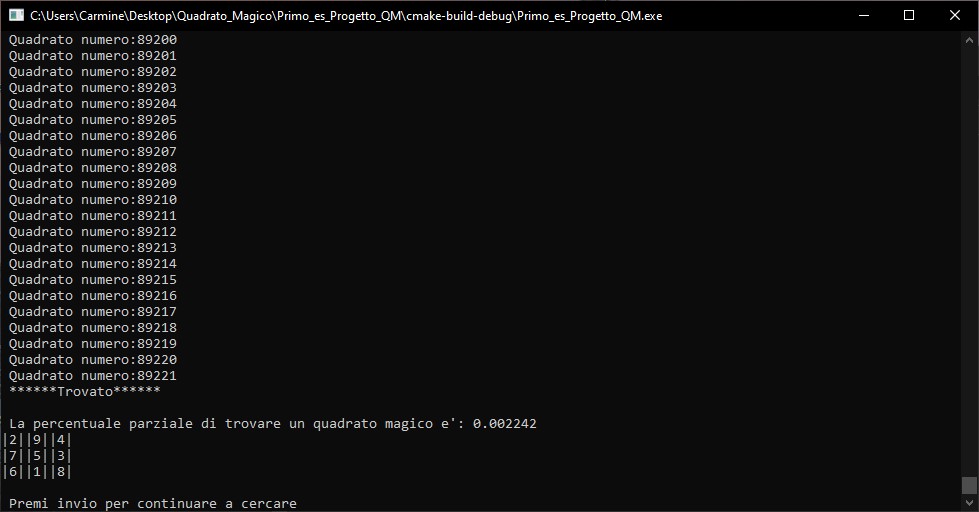 C:\Users\Carmine\Desktop\Quadrato_Magico\Primo_es_Progetto_QM\cmake-build-debug\Primo_es_Progetto_QM.exe
Quadrato numero:89200
Quadrato numero:89201
Quadrato numero:89202
Quadrato numero:89203
Quadrato numero:89204
Quadrato numero:89205
Quadrato numero:89206
Quadrato numero:89207
Quadrato numero:89208
Quadrato numero:89209
Quadrato numero:89210
Quadrato numero:89211
Quadrato numero:89212
Quadrato numero:89213
Quadrato numero:89214
Quadrato numero:89215
Quadrato numero:89216
Quadrato numero:89217
Quadrato numero:89218
Quadrato numero:89219
Quadrato numero:89220
Quadrato numero:89221
******Trovato******
La percentuale parziale di trovare un quadrato magico e': 0.002242
|2||9||4|
|7||5||3|
|6||1||8|
Premi invio per continuare a cercare